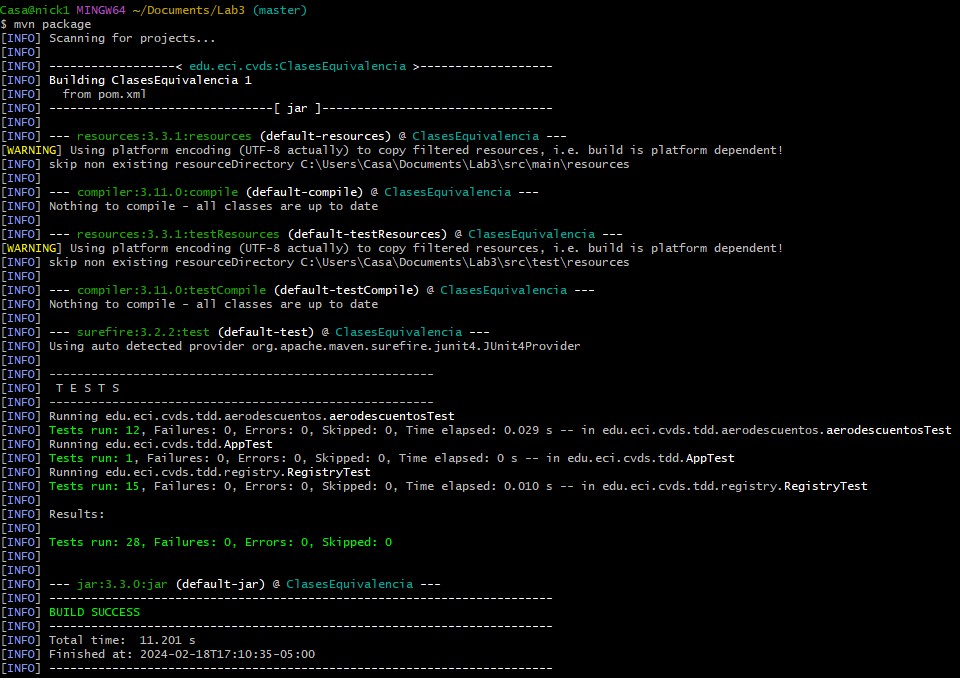 Casa@nick1 MINGW64 ~/Documents/Lab3 (master)
$ mvn package
[INFO] Scanning for projects...
[INFO]
[INFO] ------------------< edu.eci.cvds:ClasesEquivalencia >-------------------
[INFO] Building ClasesEquivalencia 1
[INFO]   from pom.xml
[INFO] --------------------------------[ jar ]---------------------------------
[INFO]
[INFO] --- resources:3.3.1:resources (default-resources) @ ClasesEquivalencia ---
[WARNING] Using platform encoding (UTF-8 actually) to copy filtered resources, i.e. build is platform dependent!
[INFO] skip non existing resourceDirectory C:\Users\Casa\Documents\Lab3\src\main\resources
[INFO]
[INFO] --- compiler:3.11.0:compile (default-compile) @ ClasesEquivalencia ---
[INFO] Nothing to compile - all classes are up to date
[INFO]
[INFO] --- resources:3.3.1:testResources (default-testResources) @ ClasesEquivalencia ---
[WARNING] Using platform encoding (UTF-8 actually) to copy filtered resources, i.e. build is platform dependent!
[INFO] skip non existing resourceDirectory C:\Users\Casa\Documents\Lab3\src\test\resources
[INFO]
[INFO] --- compiler:3.11.0:testCompile (default-testCompile) @ ClasesEquivalencia ---
[INFO] Nothing to compile - all classes are up to date
[INFO]
[INFO] --- surefire:3.2.2:test (default-test) @ ClasesEquivalencia ---
[INFO] Using auto detected provider org.apache.maven.surefire.junit4.JUnit4Provider
[INFO]
[INFO] -------------------------------------------------------
[INFO]  T E S T S
[INFO] -------------------------------------------------------
[INFO] Running edu.eci.cvds.tdd.aerodescuentos.aerodescuentosTest
[INFO] Tests run: 12, Failures: 0, Errors: 0, Skipped: 0, Time elapsed: 0.029 s -- in edu.eci.cvds.tdd.aerodescuentos.aerodescuentosTest
[INFO] Running edu.eci.cvds.tdd.AppTest
[INFO] Tests run: 1, Failures: 0, Errors: 0, Skipped: 0, Time elapsed: 0 s -- in edu.eci.cvds.tdd.AppTest
[INFO] Running edu.eci.cvds.tdd.registry.RegistryTest
[INFO] Tests run: 15, Failures: 0, Errors: 0, Skipped: 0, Time elapsed: 0.010 s -- in edu.eci.cvds.tdd.registry.RegistryTest
[INFO]
[INFO] Results:
[INFO]
[INFO] Tests run: 28, Failures: 0, Errors: 0, Skipped: 0
[INFO]
[INFO]
[INFO] --- jar:3.3.0:jar (default-jar) @ ClasesEquivalencia ---
[INFO] ------------------------------------------------------------------------
[INFO] BUILD SUCCESS
[INFO] ------------------------------------------------------------------------
[INFO] Total time:  11.201 s
[INFO] Finished at: 2024-02-18T17:10:35-05:00
[INFO] ------------------------------------------------------------------------